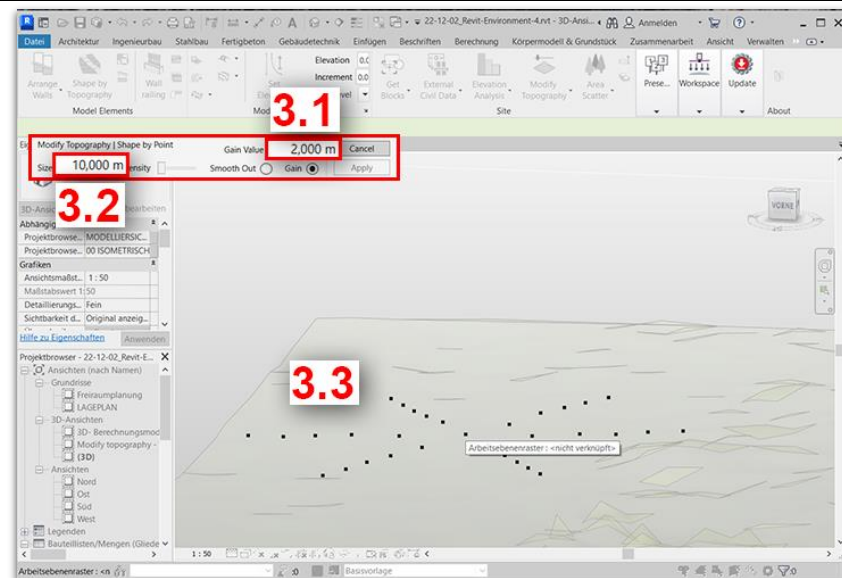 22-12-02_Revit-Environment-4.rvt - 3D-Ansi...
Anmelden
Datei Architektur Ingenieurbau Stahlbau Fertigbeton Gebäudetechnik Einfügen Beschriften Berechnung Körpermodell & Grundstück Zusammenarbeit Ansicht Verwalten
Elevation
Increment
Arrange Walls
Shape by Topography
Wall railing
Get Blocks
External Civil Data
Elevation Analysis
Modify Topography
Area Scatter
Prese...
Workspace
Update
Model Elements
Site
About
3.1
Modify Topography | Shape by Point
Gain Value 2,000 m Cancel
10,000 m
Smooth Out Gain Apply
3.2
VORNE
Projektbrowse... MODELLIERSIC...
Projektbrowse... 00 ISOMETRISCH
Grafiken
Ansichtsmaßst... 1 : 50
Maßstabswert 1: 50
Detaillierungs... Fein
Sichtbarkeit d... Original anzeig...
Hilfe zu Eigenschaften Anwenden
Projektbrowser - 22-12-02_Revit-E...
Ansichten (nach Namen)
Grundrisse
Freiraumplanung
LAGEPLAN
3D-Ansichten
3D- Berechnungsmod
Modify topography -
(3D)
Ansichten
Nord
Ost
Süd
West
Legenden
Bauteillisten/Mengen (Gliede
3.3
Arbeitsebenenraster : <nicht verknüpft>
1 : 50
Arbeitsebenenraster : <n
:0
Basisvorlage
:0